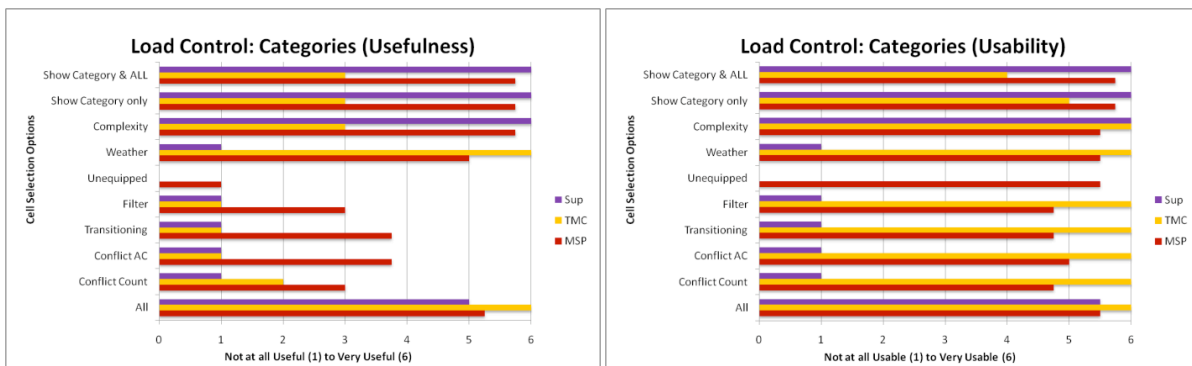 Load Control: Categories (Usefulness)
Cell Selection Options
Show Category & ALL
Show Category only
Complexity
Weather
Unequipped
Filter
Transitioning
Conflict AC
Conflict Count
All
0 1 2 3 4 5 6
Not at all Useful (1) to Very Useful (6)
Sup
TMC
MSP
Load Control: Categories (Usability)
Cell Selection Options
Show Category & ALL
Show Category only
Complexity
Weather
Unequipped
Filter
Transitioning
Conflict AC
Conflict Count
All
0 1 2 3 4 5 6
Not at all Usable (1) to Very Usable (6)
Sup
TMC
MSP